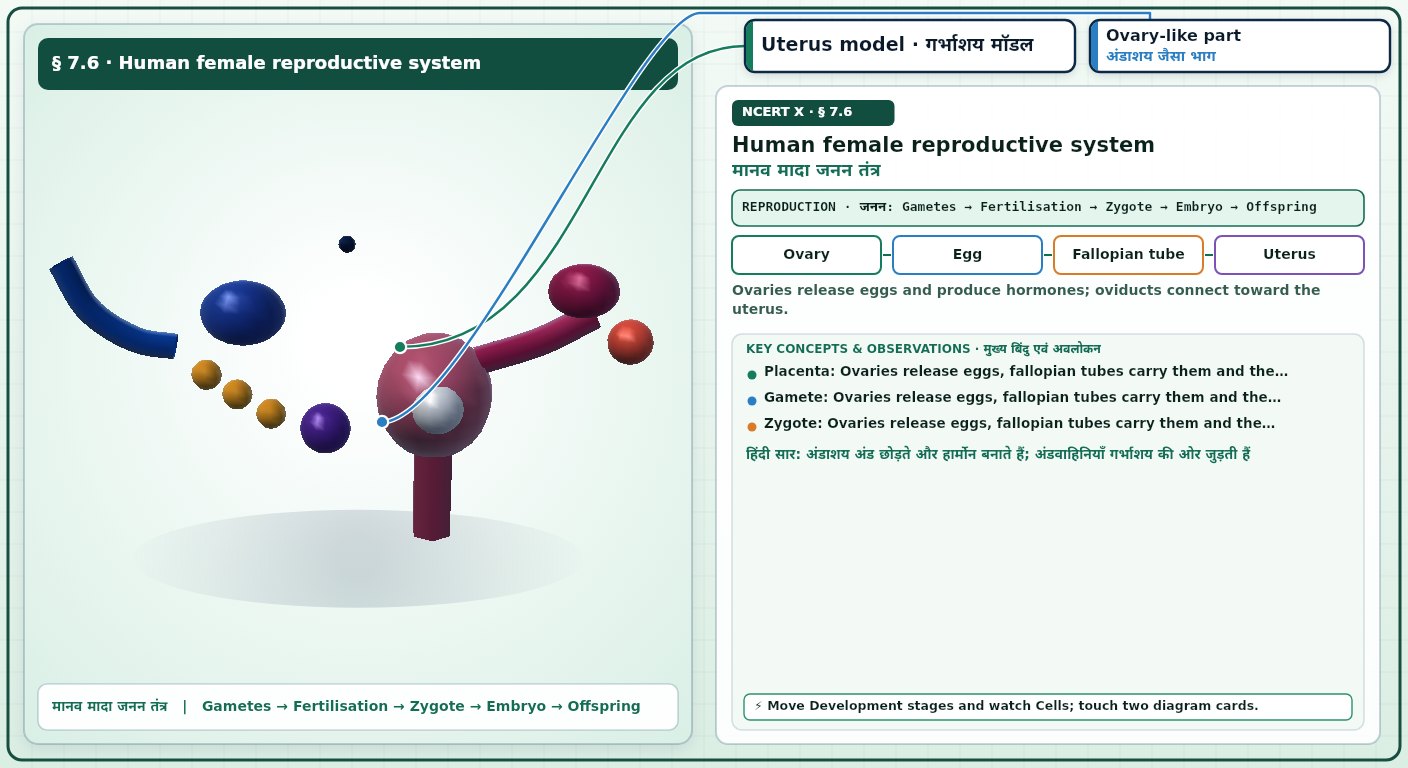 § 7.6 · Human female reproductive system
मानव मादा जनन तंत्र | Gametes → Fertilisation → Zygote → Embryo → Offspring
Uterus model · गर्भाशय मॉडल
Ovary-like part
अंडाशय जैसा भाग
NCERT X · § 7.6
Human female reproductive system
मानव मादा जनन तंत्र
REPRODUCTION · जनन: Gametes → Fertilisation → Zygote → Embryo → Offspring
Ovary
Egg
Fallopian tube
Uterus
Ovaries release eggs and produce hormones; oviducts connect toward the
uterus.
KEY CONCEPTS & OBSERVATIONS · मुख्य बिंदु एवं अवलोकन
Placenta: Ovaries release eggs, fallopian tubes carry them and the…
Gamete: Ovaries release eggs, fallopian tubes carry them and the…
Zygote: Ovaries release eggs, fallopian tubes carry them and the…
हिंदी सार: अंडाशय अंड छोड़ते और हार्मोन बनाते हैं; अंडवाहिनियाँ गर्भाशय की ओर जुड़ती हैं
⚡ Move Development stages and watch Cells; touch two diagram cards.